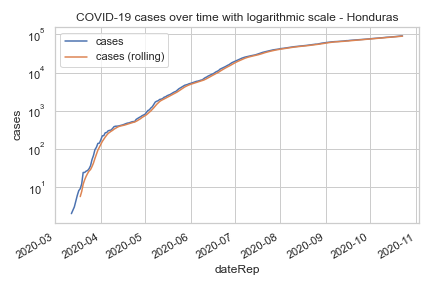 COVID-19 cases over time with logarithmic scale - Honduras
cases
cases (rolling)
10⁵
10⁴
10³
10²
10¹
cases
2020-03
2020-04
2020-05
2020-06
2020-07
2020-08
2020-09
2020-10
2020-11
dateRep